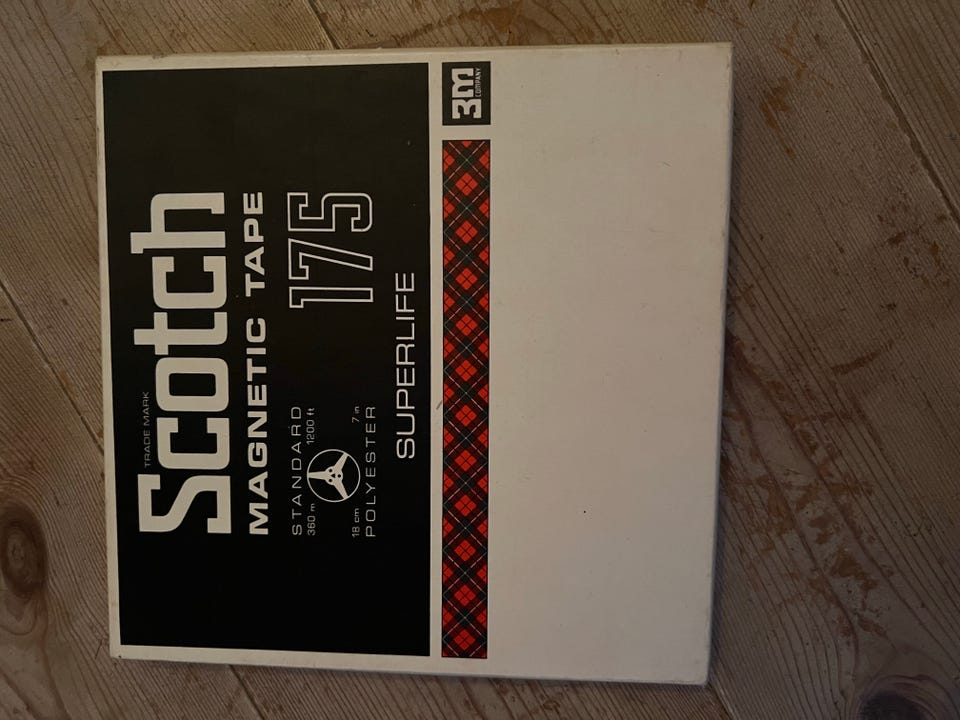 TRADE MARK
Scotch
MAGNETIC TAPE
STANDARD
360 m 1200 ft
18 cm 7 in
POLYESTER
175
SUPERLIFE
3M
COMPANY